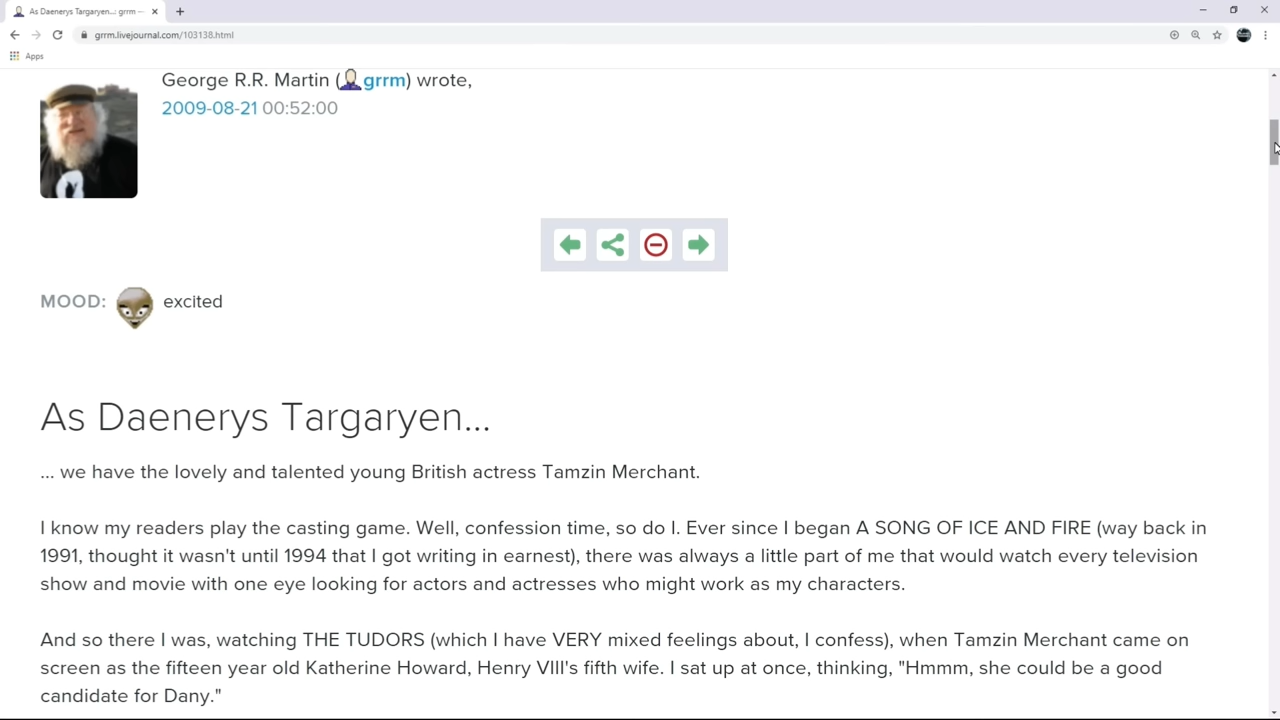 As Daenerys Targaryen...: grrm —
grrm.livejournal.com/103138.html
Apps
George R.R. Martin (grrm) wrote,
2009-08-21 00:52:00
MOOD: excited
As Daenerys Targaryen...
... we have the lovely and talented young British actress Tamzin Merchant.
I know my readers play the casting game. Well, confession time, so do I. Ever since I began A SONG OF ICE AND FIRE (way back in
1991, thought it wasn't until 1994 that I got writing in earnest), there was always a little part of me that would watch every television
show and movie with one eye looking for actors and actresses who might work as my characters.
And so there I was, watching THE TUDORS (which I have VERY mixed feelings about, I confess), when Tamzin Merchant came on
screen as the fifteen year old Katherine Howard, Henry VIII's fifth wife. I sat up at once, thinking, "Hmmm, she could be a good
candidate for Dany."